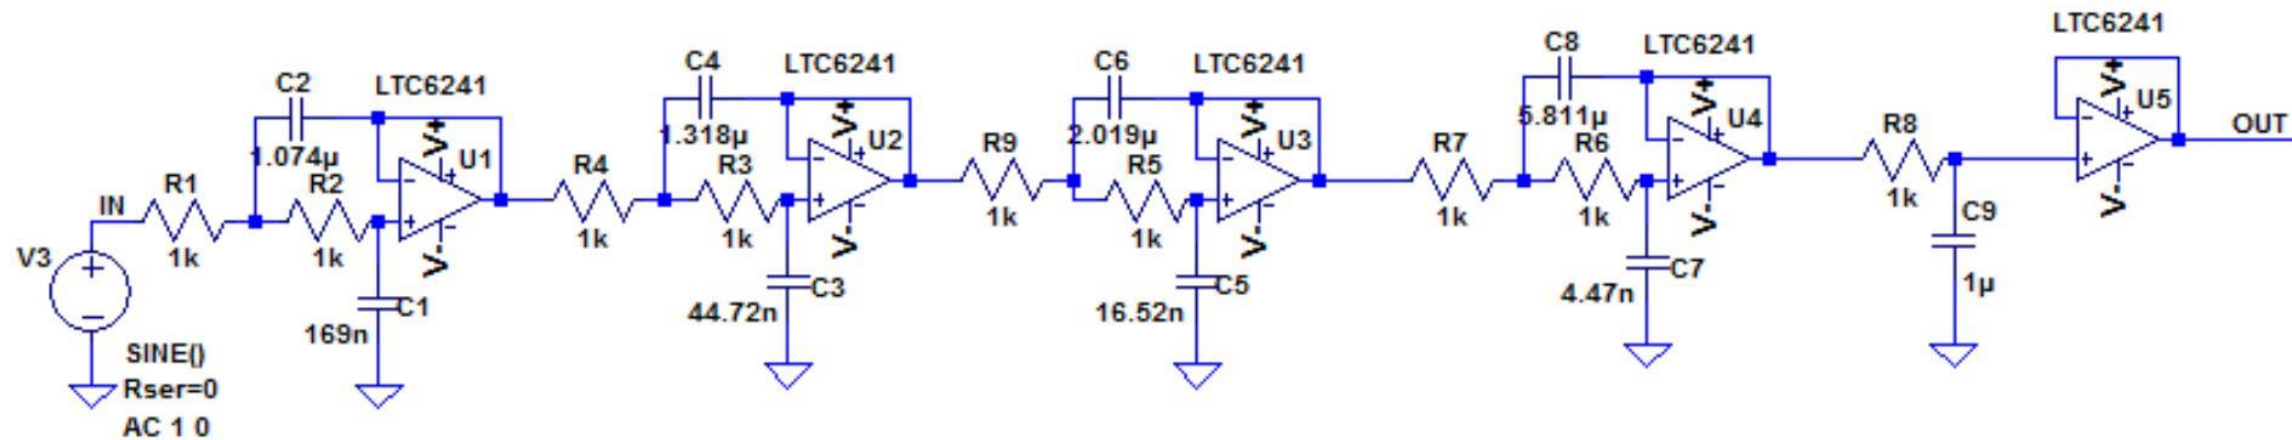 IN
V3
SINE()
Rser=0
AC 1 0
R1
1k
C2
1.074µ
R2
1k
C1
169n
LTC6241
V+
U1
V-
R4
1k
C4
1.318µ
R3
1k
C3
44.72n
LTC6241
V+
U2
V-
R9
1k
C6
2.019µ
R5
1k
C5
16.52n
LTC6241
V+
U3
V-
R7
1k
C8
5.811µ
R6
1k
C7
4.47n
LTC6241
V+
U4
V-
R8
1k
C9
1µ
LTC6241
V+
U5
V-
OUT